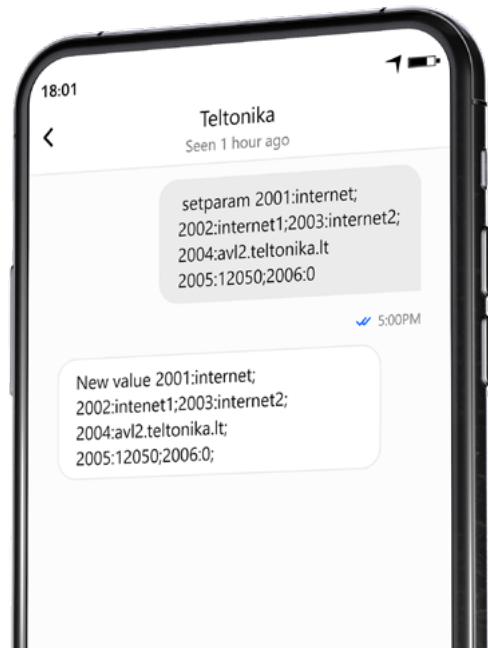 18:01
Teltonika
Seen 1 hour ago
setparam 2001:internet;
2002:internet1;2003:internet2;
2004:avl2.teltonika.lt
2005:12050;2006:0
5:00PM
New value 2001:internet;
2002:intenet1;2003:internet2;
2004:avl2.teltonika.lt;
2005:12050;2006:0;